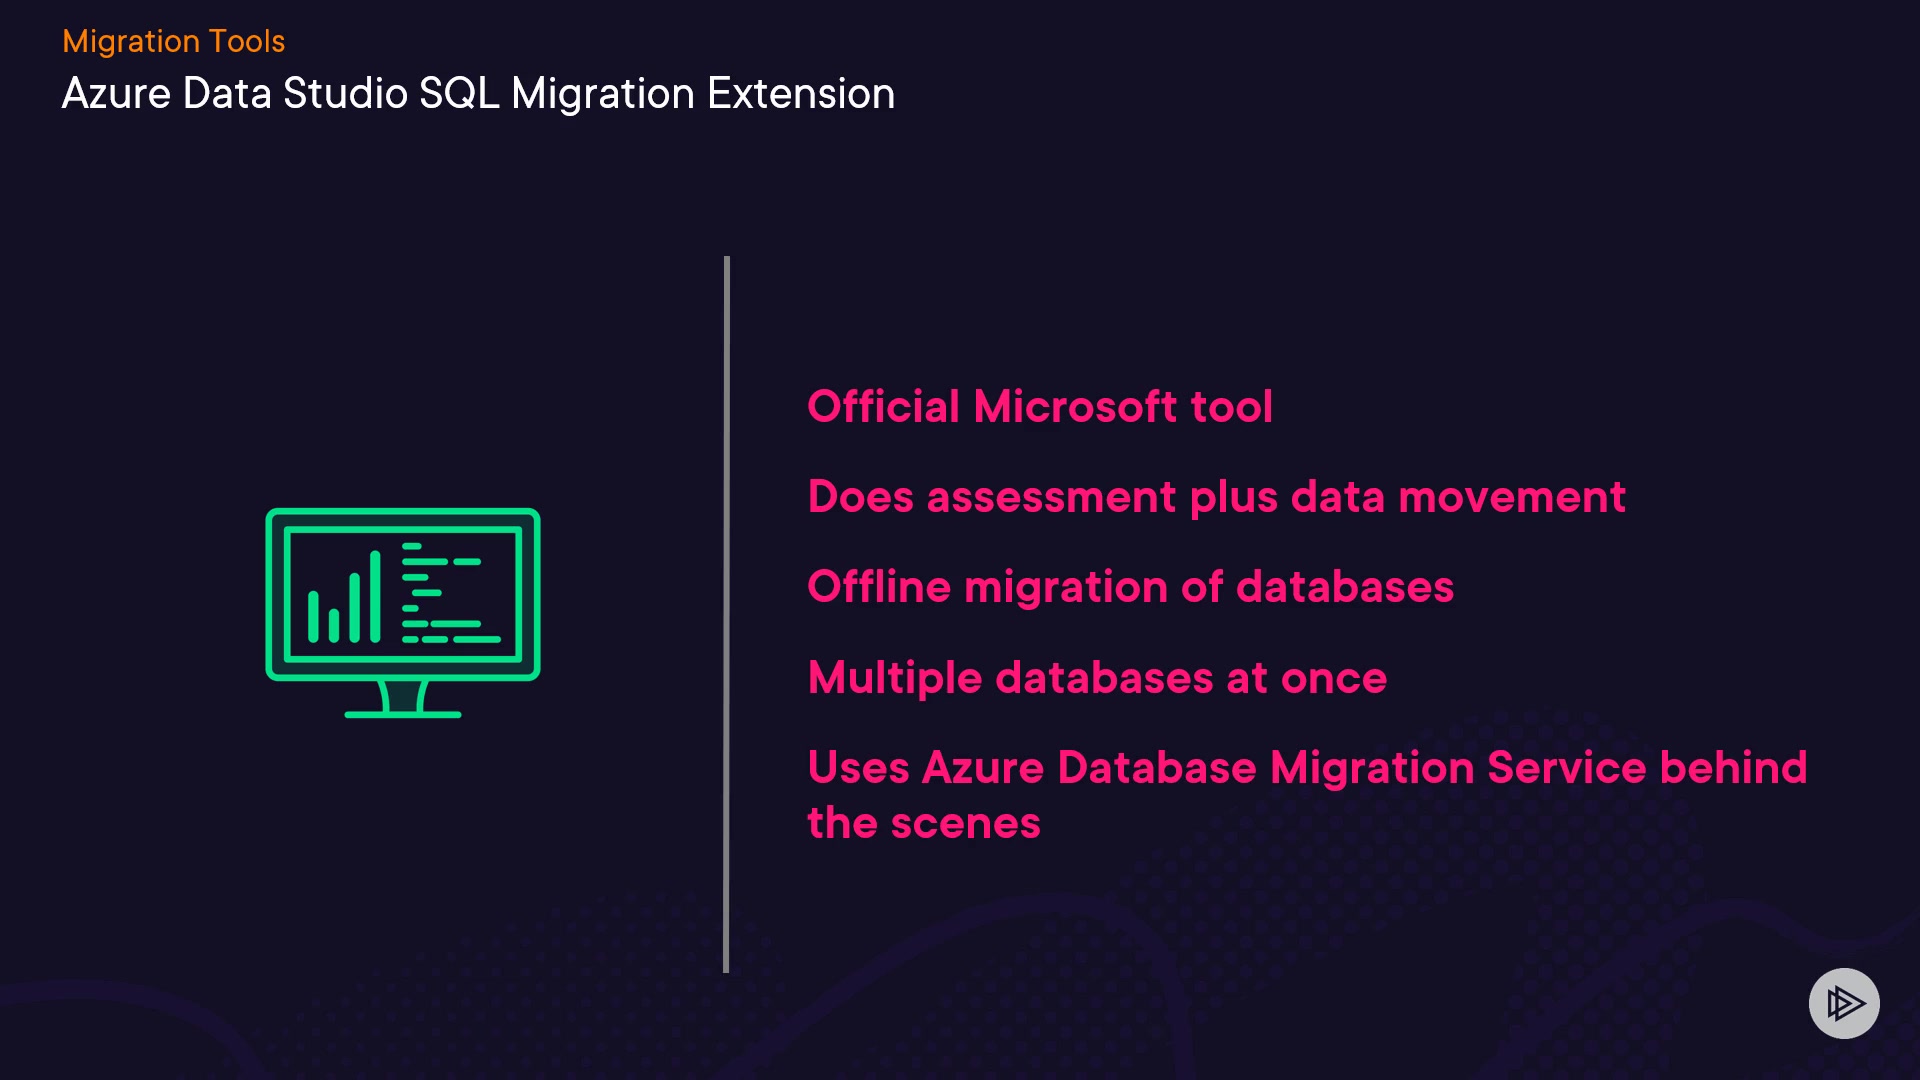 Migration Tools
Azure Data Studio SQL Migration Extension
Official Microsoft tool
Does assessment plus data movement
Offline migration of databases
Multiple databases at once
Uses Azure Database Migration Service behind
the scenes